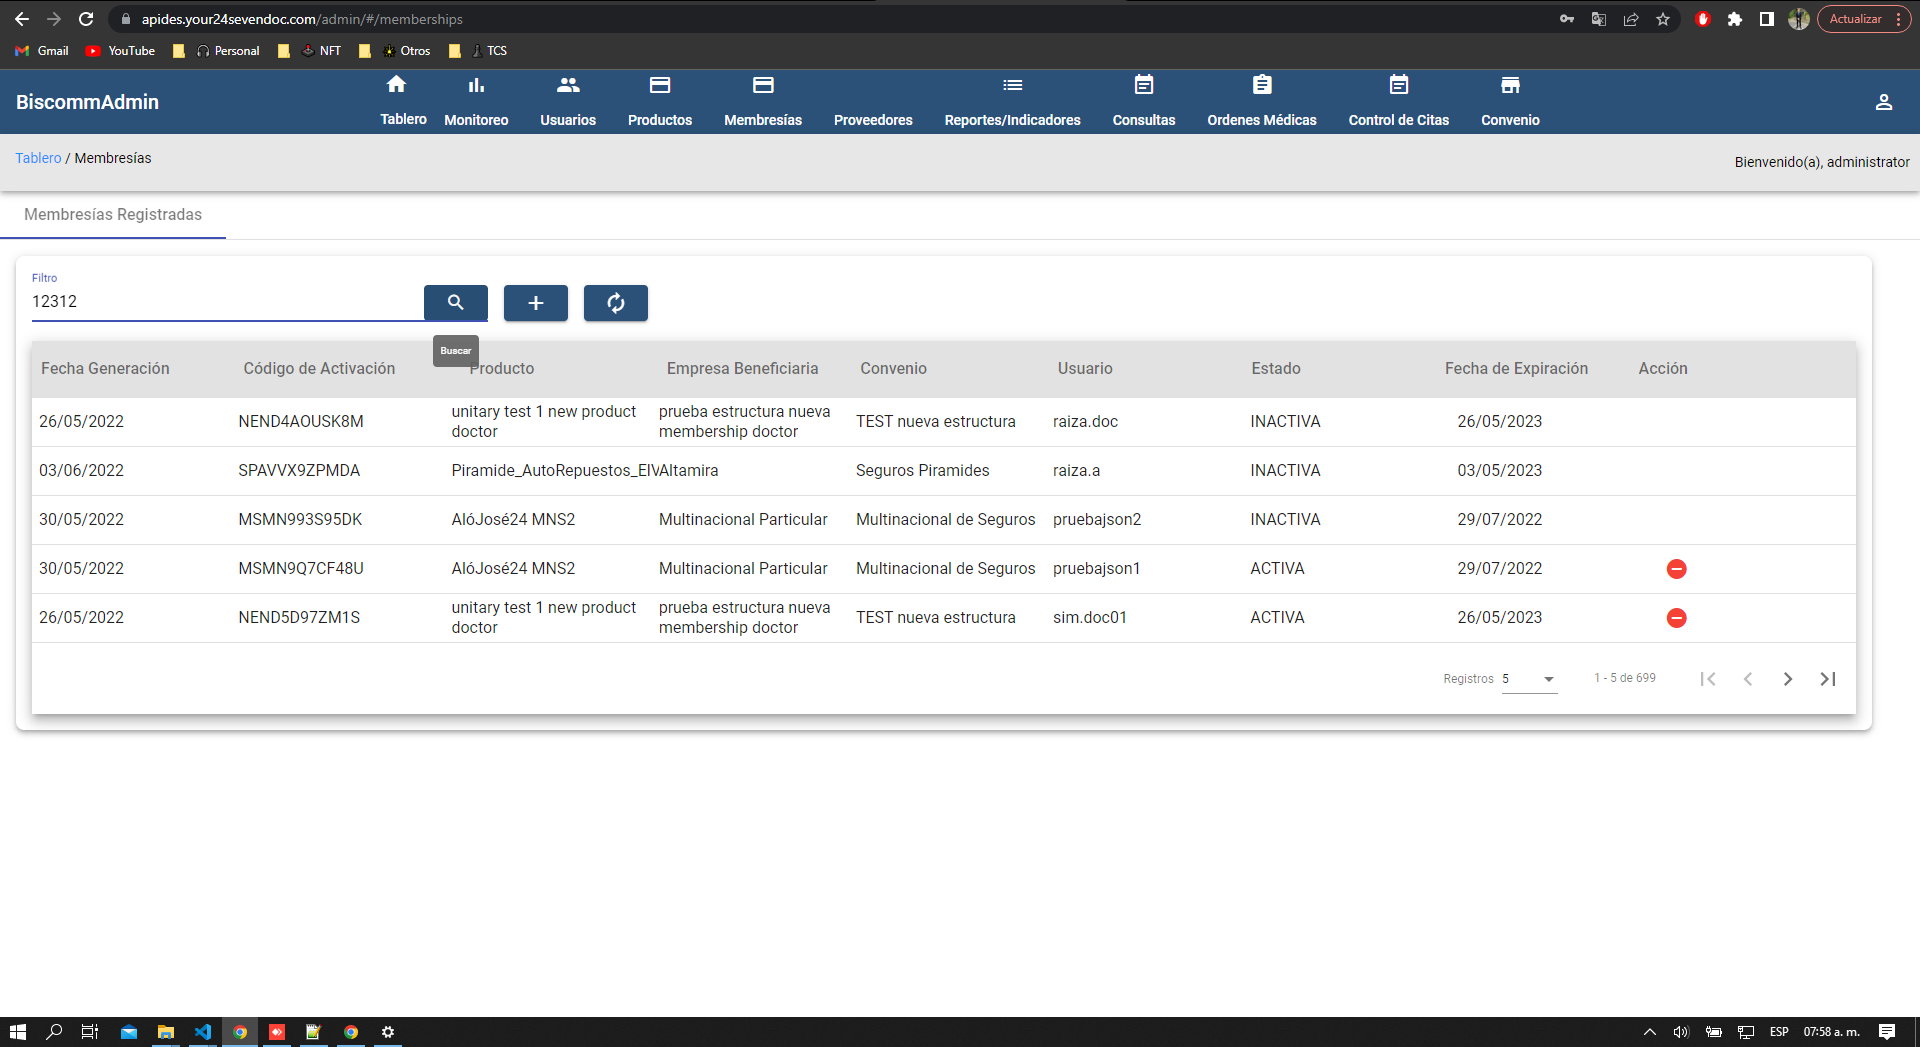 apides.your24sevendoc.com/admin/#/memberships
Actualizar
Gmail YouTube Personal NFT Otros TCS
BiscommAdmin
Tablero Monitoreo Usuarios Productos Membresías Proveedores Reportes/Indicadores Consultas Ordenes Médicas Control de Citas Convenio
Tablero / Membresías
Bienvenido(a), administrator
Membresías Registradas
Filtro
12312
Buscar
Fecha Generación Código de Activación Producto Empresa Beneficiaria Convenio Usuario Estado Fecha de Expiración Acción
26/05/2022 NEND4AOUSK8M unitary test 1 new product doctor prueba estructura nueva membership doctor TEST nueva estructura raiza.doc INACTIVA 26/05/2023
03/06/2022 SPAVVX9ZPMDA Piramide_AutoRepuestos_ElV Altamira Seguros Piramides raiza.a INACTIVA 03/05/2023
30/05/2022 MSMN993S95DK AlóJosé24 MNS2 Multinacional Particular Multinacional de Seguros pruebajson2 INACTIVA 29/07/2022
30/05/2022 MSMN9Q7CF48U AlóJosé24 MNS2 Multinacional Particular Multinacional de Seguros pruebajson1 ACTIVA 29/07/2022
26/05/2022 NEND5D97ZM1S unitary test 1 new product doctor prueba estructura nueva membership doctor TEST nueva estructura sim.doc01 ACTIVA 26/05/2023
Registros 5 1 - 5 de 699
ESP 07:58 a. m.